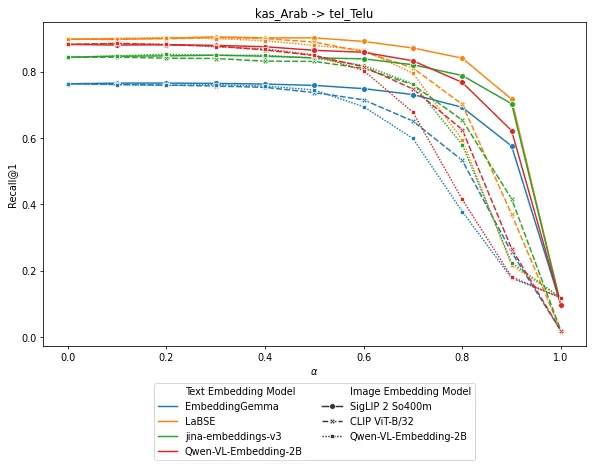 kas_Arab -> tel_Telu
Recall@1
0.8
0.6
0.4
0.2
0.0
0.0 0.2 0.4 0.6 0.8 1.0
α
Text Embedding Model
EmbeddingGemma
LaBSE
jina-embeddings-v3
Qwen-VL-Embedding-2B
Image Embedding Model
SigLIP 2 So400m
CLIP ViT-B/32
Qwen-VL-Embedding-2B